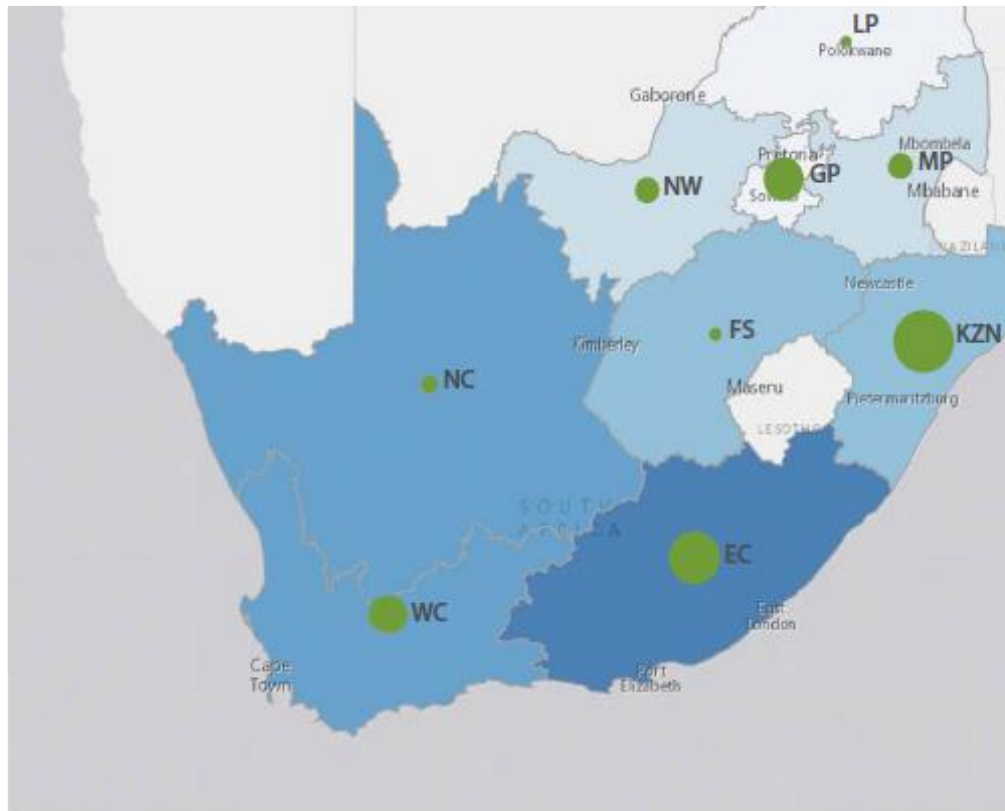 LP
Polokwane
Gaborone
Pretoria
Mbombela
MP
GP
NW
Mbabane
Newcastle
KZN
FS
Kimberley
NC
Maseru
Pietermaritzburg
LESOTHO
SOUTH
AFRICA
EC
WC
East
London
Cape
Town
Port
Elizabeth